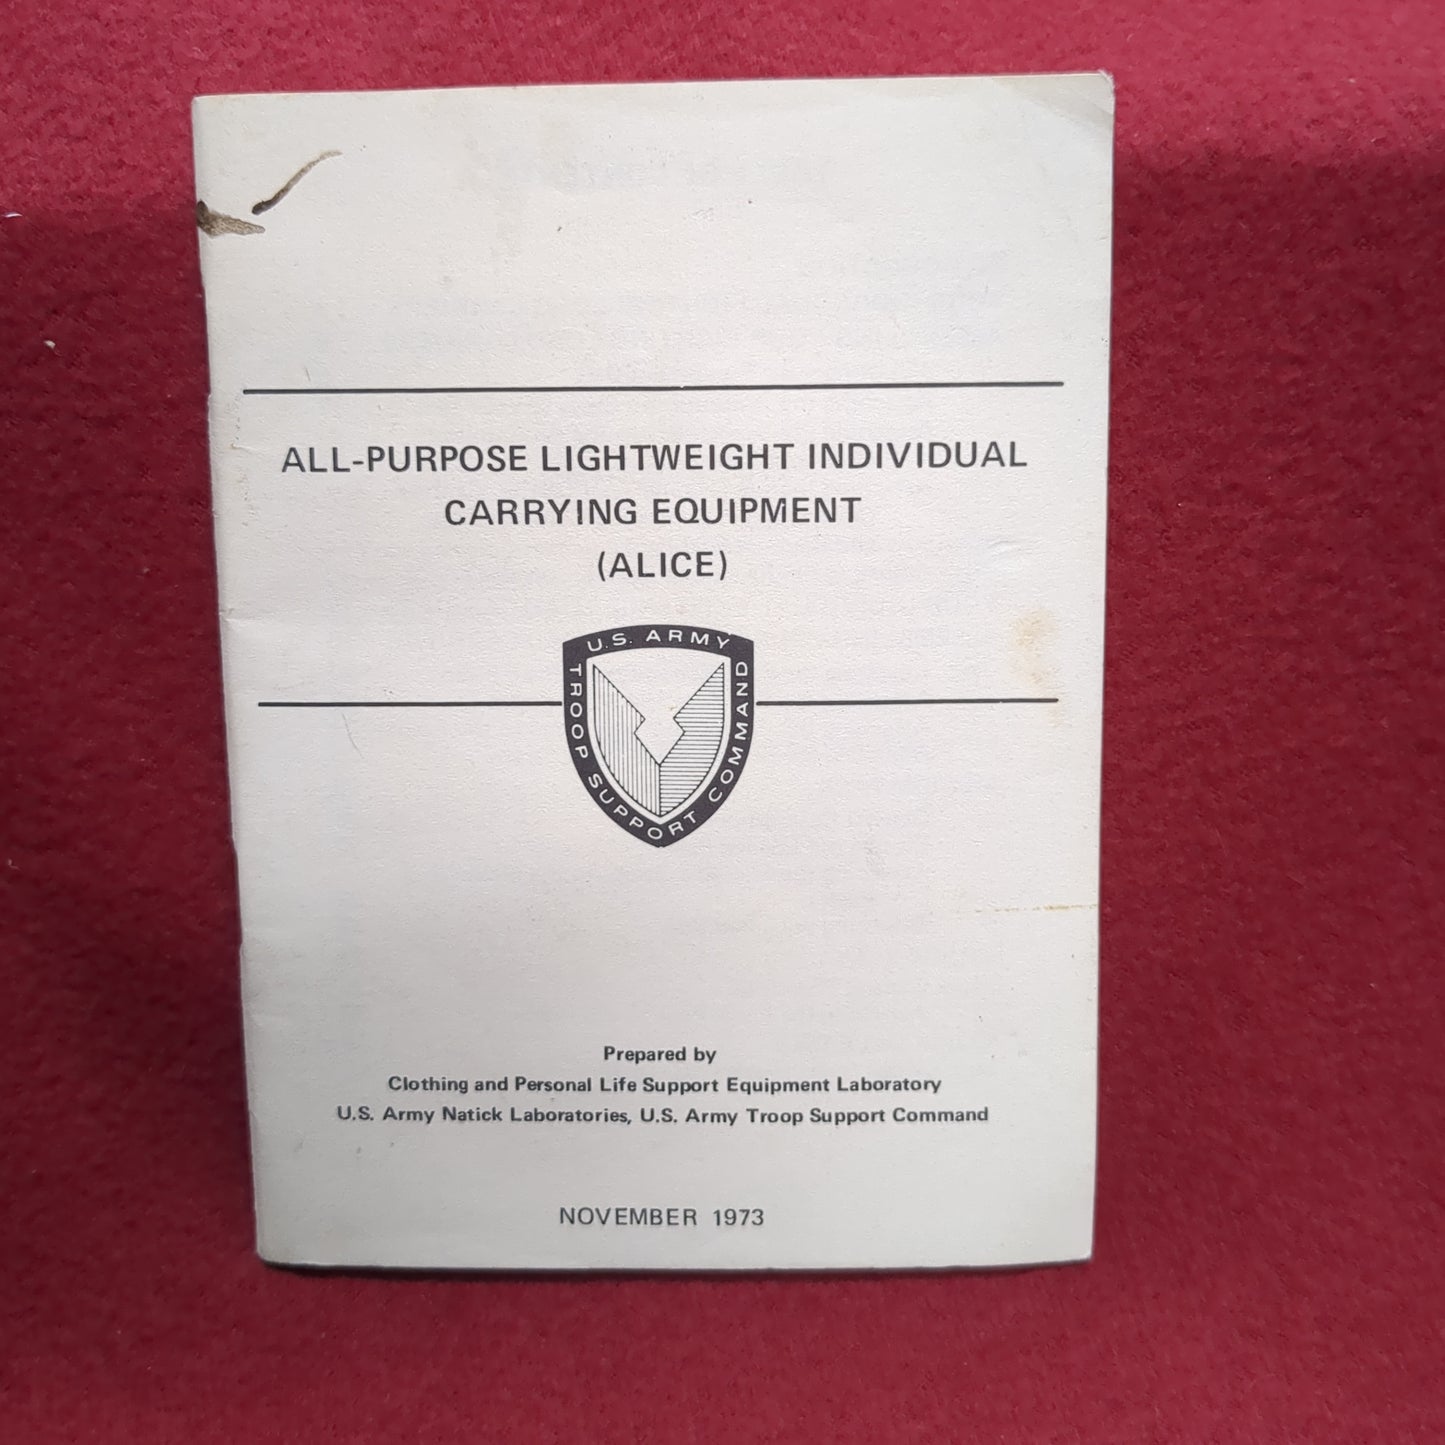 ALL-PURPOSE LIGHTWEIGHT INDIVIDUAL
CARRYING EQUIPMENT
(ALICE)
U.S. ARMY
TROOP SUPPORT COMMAND
Prepared by
Clothing and Personal Life Support Equipment Laboratory
U.S. Army Natick Laboratories, U.S. Army Troop Support Command
NOVEMBER 1973